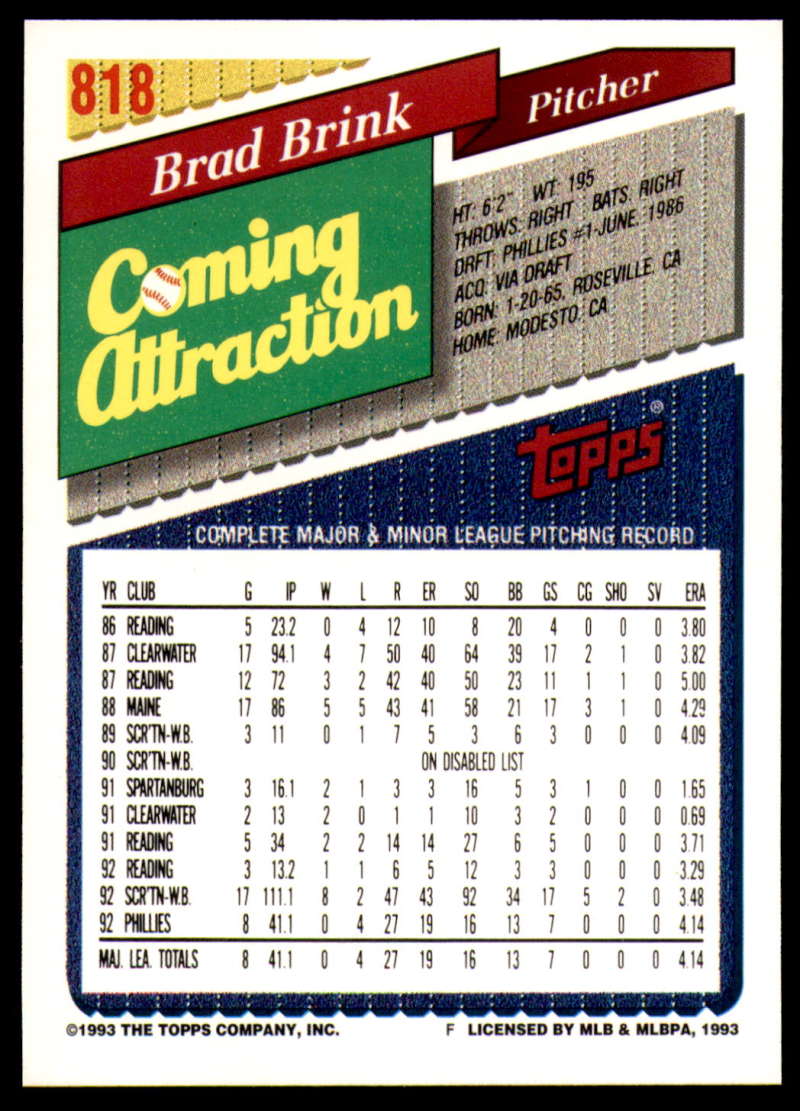 818
Brad Brink
Pitcher
Coming
Attraction
HT: 6'2" WT: 195
THROWS: RIGHT BATS: RIGHT
DRFT: PHILLIES #1-JUNE, 1986
ACQ: VIA DRAFT
BORN: 1-20-65, ROSEVILLE, CA
HOME: MODESTO, CA
TOPPS®
COMPLETE MAJOR & MINOR LEAGUE PITCHING RECORD
YR CLUB G IP W L R ER SO BB GS CG SHO SV ERA
86 READING 5 23.2 0 4 12 10 8 20 4 0 0 0 3.80
87 CLEARWATER 17 94.1 4 7 50 40 64 39 17 2 1 0 3.82
87 READING 12 72 3 2 42 40 50 23 11 1 1 0 5.00
88 MAINE 17 86 5 5 43 41 58 21 17 3 1 0 4.29
89 SCR'TN-W.B. 3 11 0 1 7 5 3 6 3 0 0 0 4.09
90 SCR'TN-W.B. ON DISABLED LIST
91 SPARTANBURG 3 16.1 2 1 3 3 16 5 3 1 0 0 1.65
91 CLEARWATER 2 13 2 0 1 1 10 3 2 0 0 0 0.69
91 READING 5 34 2 2 14 14 27 6 5 0 0 0 3.71
92 READING 3 13.2 1 1 6 5 12 3 3 0 0 0 3.29
92 SCR'TN-W.B. 17 111.1 8 2 47 43 92 34 17 5 2 0 3.48
92 PHILLIES 8 41.1 0 4 27 19 16 13 7 0 0 0 4.14
MAJ. LEA. TOTALS 8 41.1 0 4 27 19 16 13 7 0 0 0 4.14
©1993 THE TOPPS COMPANY, INC. F LICENSED BY MLB & MLBPA, 1993